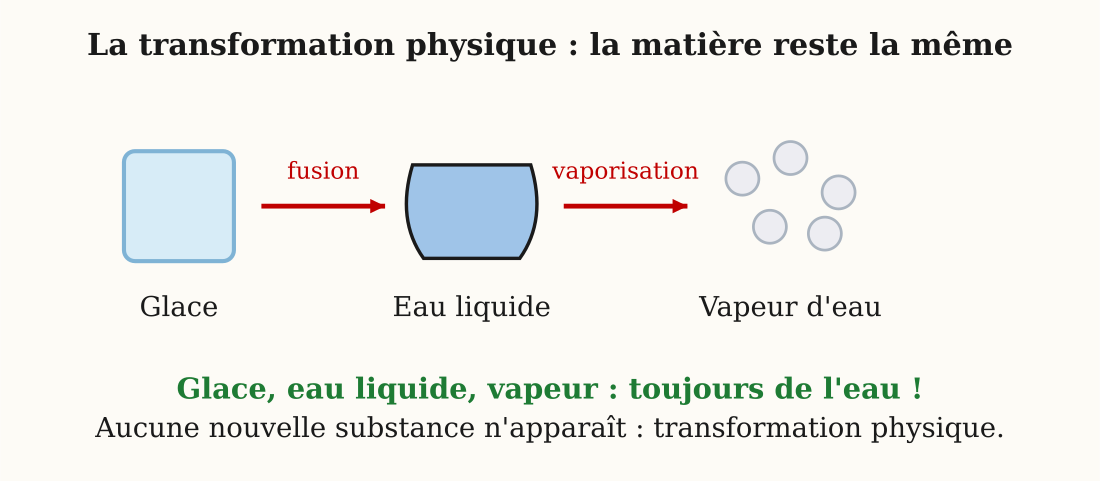 La transformation physique : la matière reste la même
fusion
vaporisation
Glace
Eau liquide
Vapeur d'eau
Glace, eau liquide, vapeur : toujours de l'eau !
Aucune nouvelle substance n'apparaît : transformation physique.